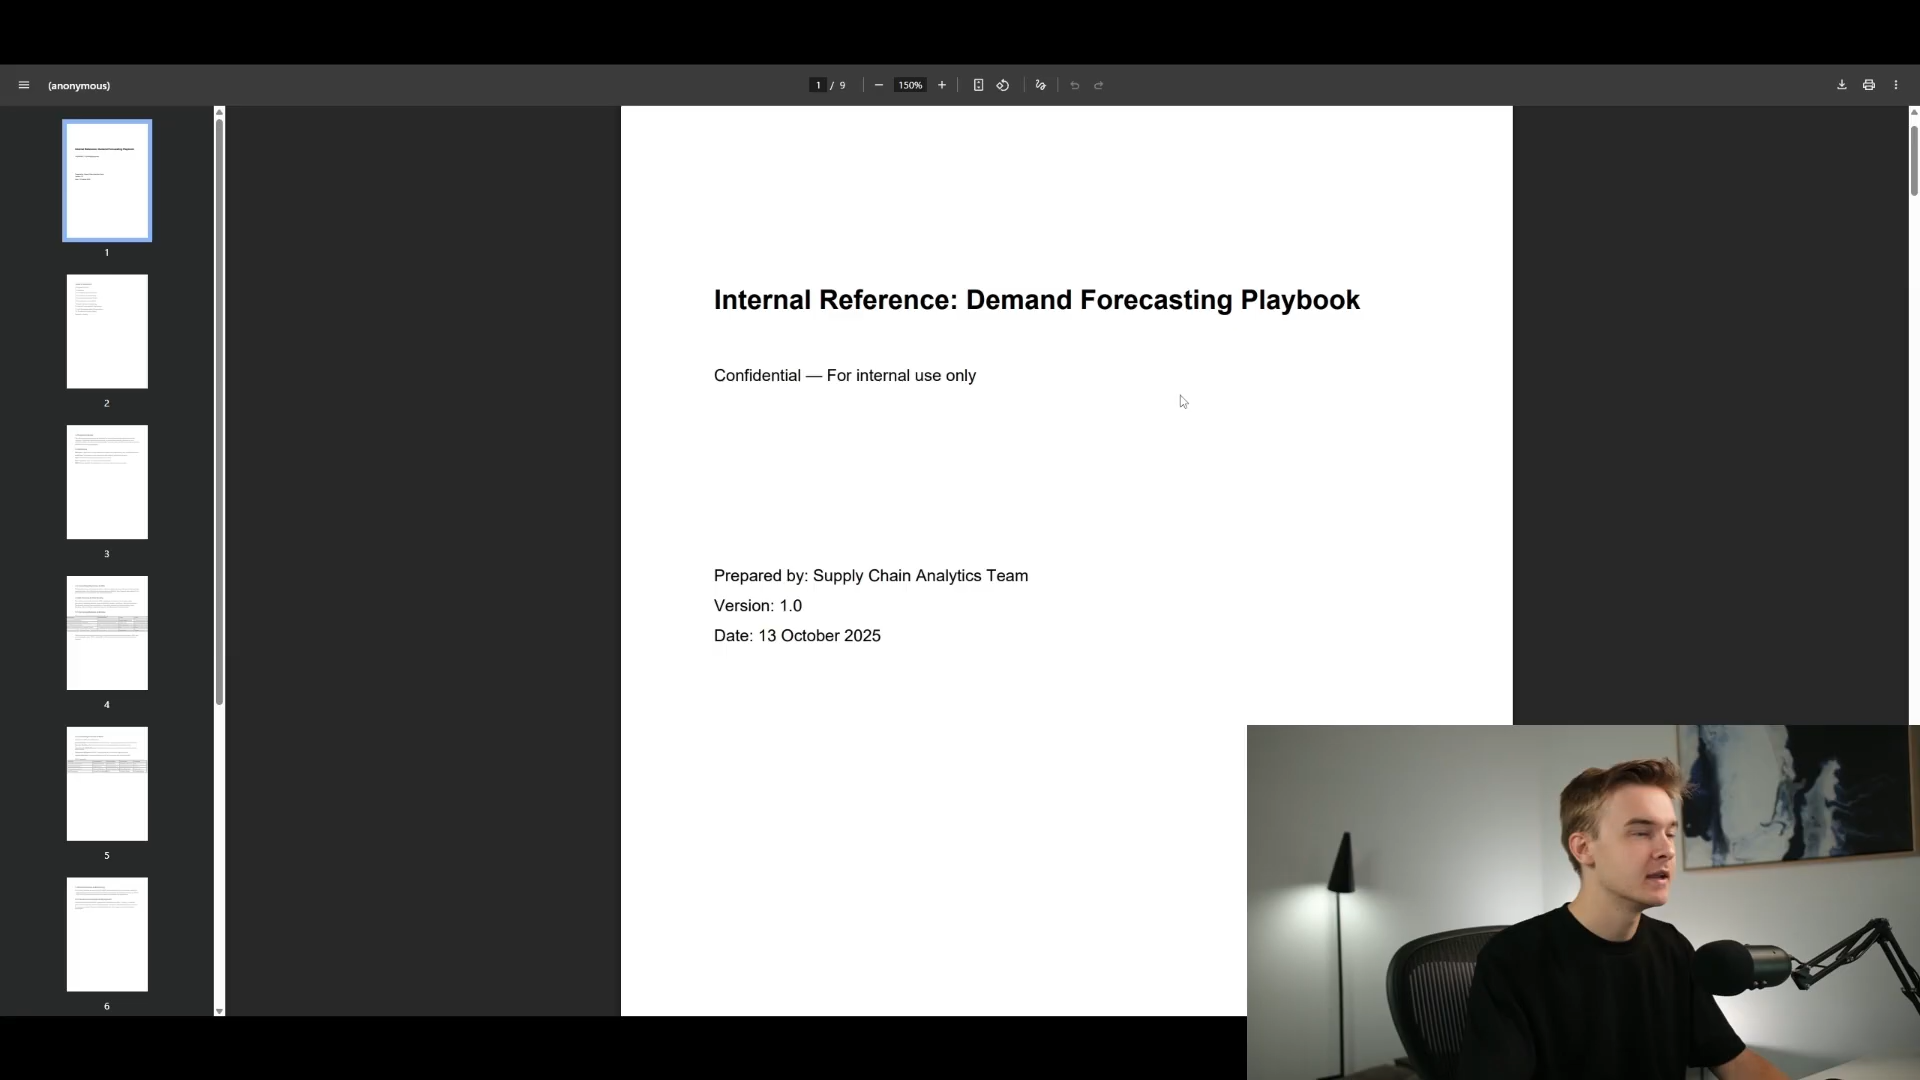 (anonymous)
1 / 9
150%
1
2
3
4
5
6
Internal Reference: Demand Forecasting Playbook
Confidential — For internal use only
Prepared by: Supply Chain Analytics Team
Version: 1.0
Date: 13 October 2025